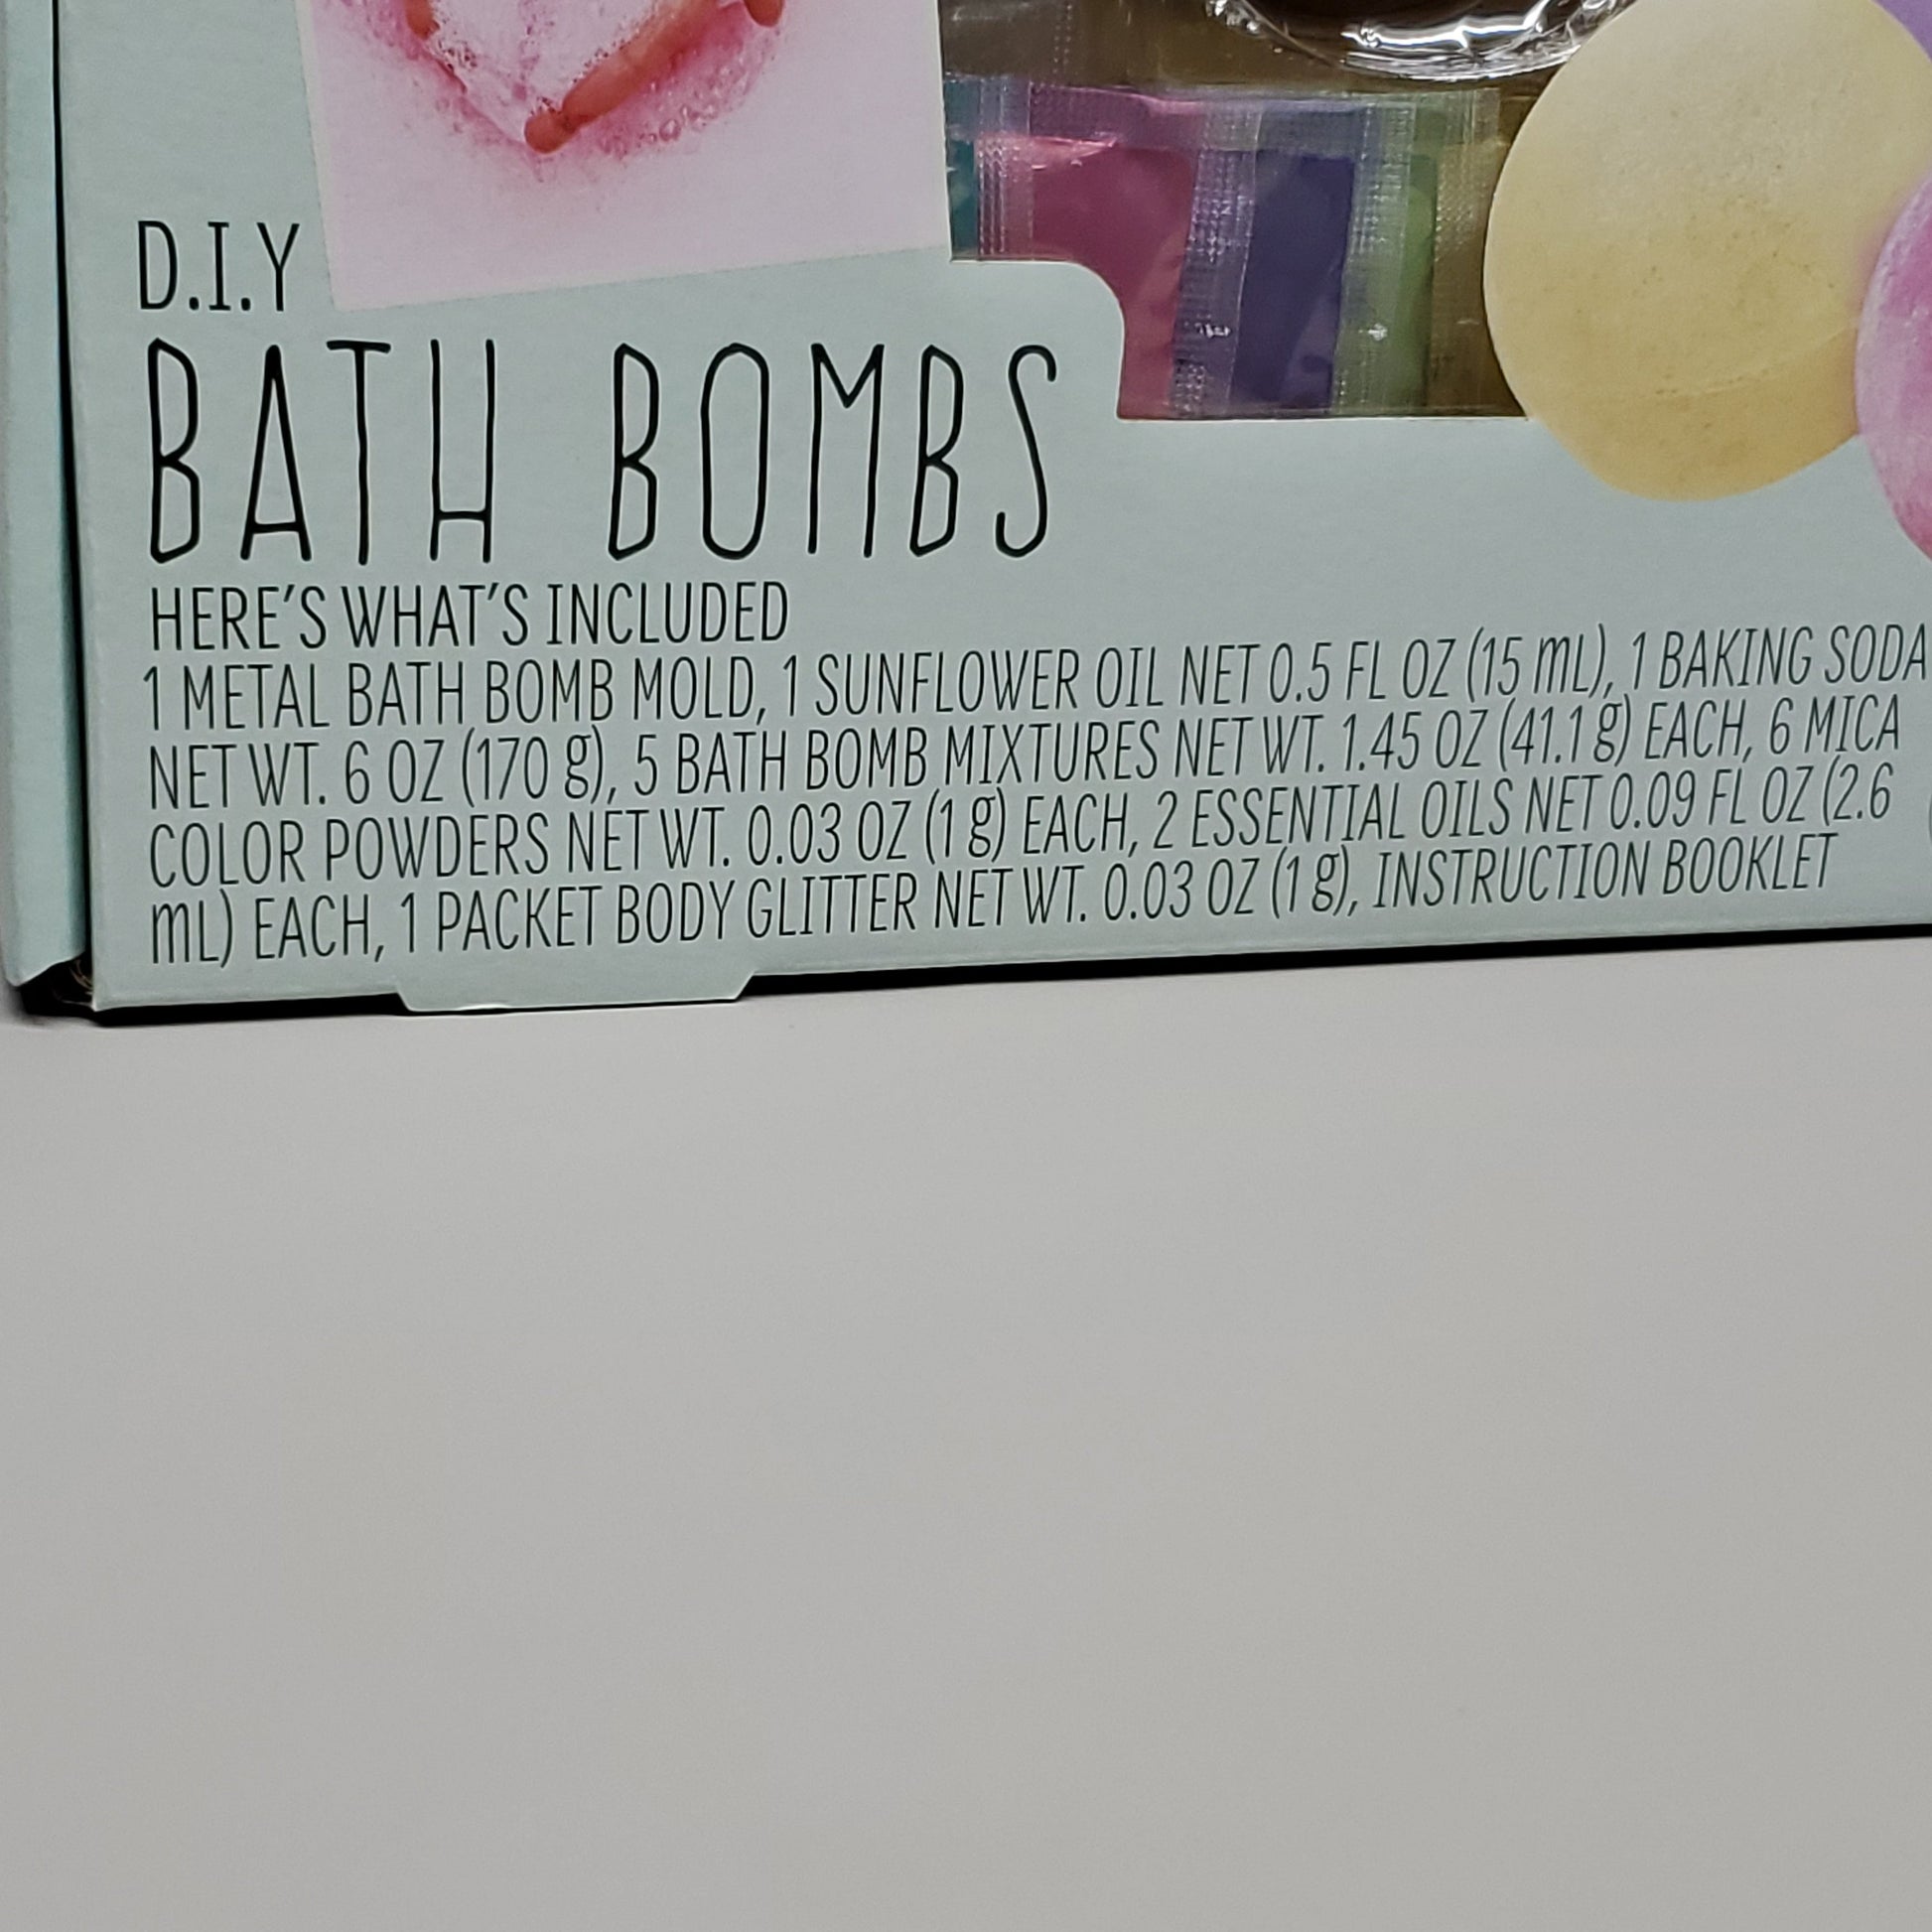 D.I.Y
BATH BOMBS
HERE'S WHAT'S INCLUDED
1 METAL BATH BOMB MOLD, 1 SUNFLOWER OIL NET 0.5 FL OZ (15 mL), 1 BAKING SODA
NET WT. 6 OZ (170 g), 5 BATH BOMB MIXTURES NET WT. 1.45 OZ (41.1 g) EACH, 6 MICA
COLOR POWDERS NET WT. 0.03 OZ (1 g) EACH, 2 ESSENTIAL OILS NET 0.09 FL OZ (2.6
mL) EACH, 1 PACKET BODY GLITTER NET WT. 0.03 OZ (1 g), INSTRUCTION BOOKLET